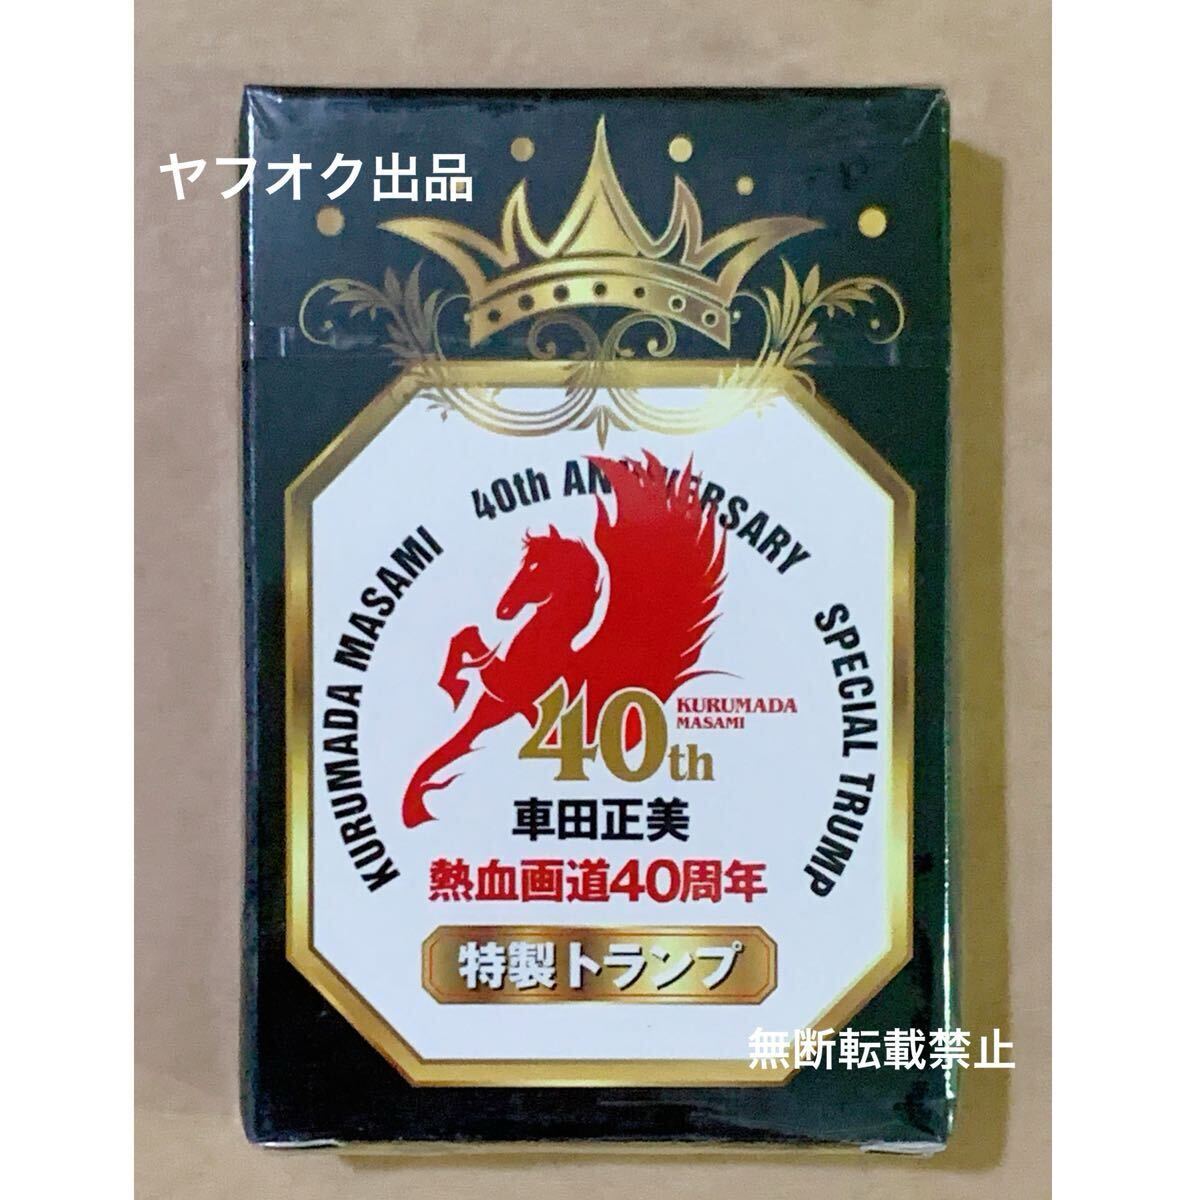 ヤフオク出品
KURUMADA MASAMI 40th ANNIVERSARY SPECIAL TRUMP
40th
KURUMADA
MASAMI
車田正美
熱血画道40周年
特製トランプ
無断転載禁止